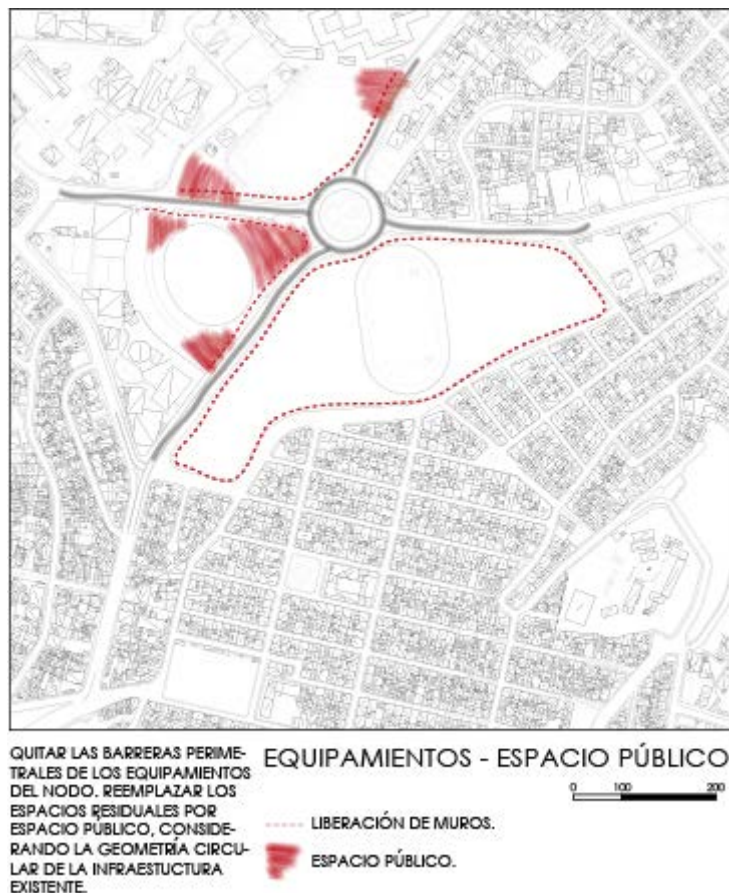 QUITAR LAS BARRERAS PERIME-
TRALES DE LOS EQUIPAMIENTOS
DEL NODO. REEMPLAZAR LOS
ESPACIOS RESIDUALES POR
ESPACIO PÚBLICO, CONSIDE-
RANDO LA GEOMETRÍA CIRCU-
LAR DE LA INFRAESTUCTURA
EXISTENTE.
EQUIPAMIENTOS - ESPACIO PÚBLICO
0 100 200
LIBERACIÓN DE MUROS.
ESPACIO PÚBLICO.